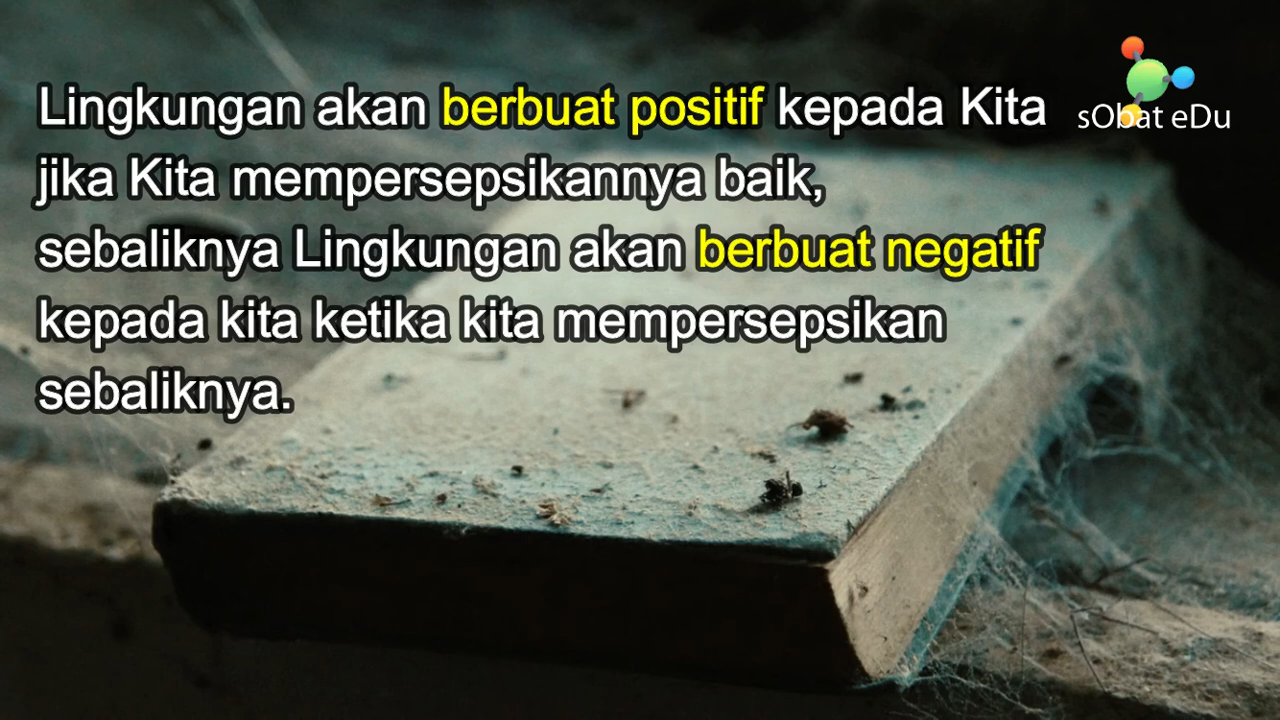 Lingkungan akan berbuat positif kepada Kita
jika Kita mempersepsikannya baik,
sebaliknya Lingkungan akan berbuat negatif
kepada kita ketika kita mempersepsikan
sebaliknya.
sObat eDu